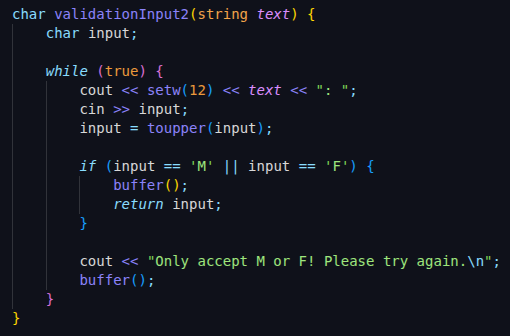 char validationInput2(string text) {
    char input;

    while (true) {
        cout << setw(12) << text << ": ";
        cin >> input;
        input = toupper(input);

        if (input == 'M' || input == 'F') {
            buffer();
            return input;
        }

        cout << "Only accept M or F! Please try again.\n";
        buffer();
    }
}